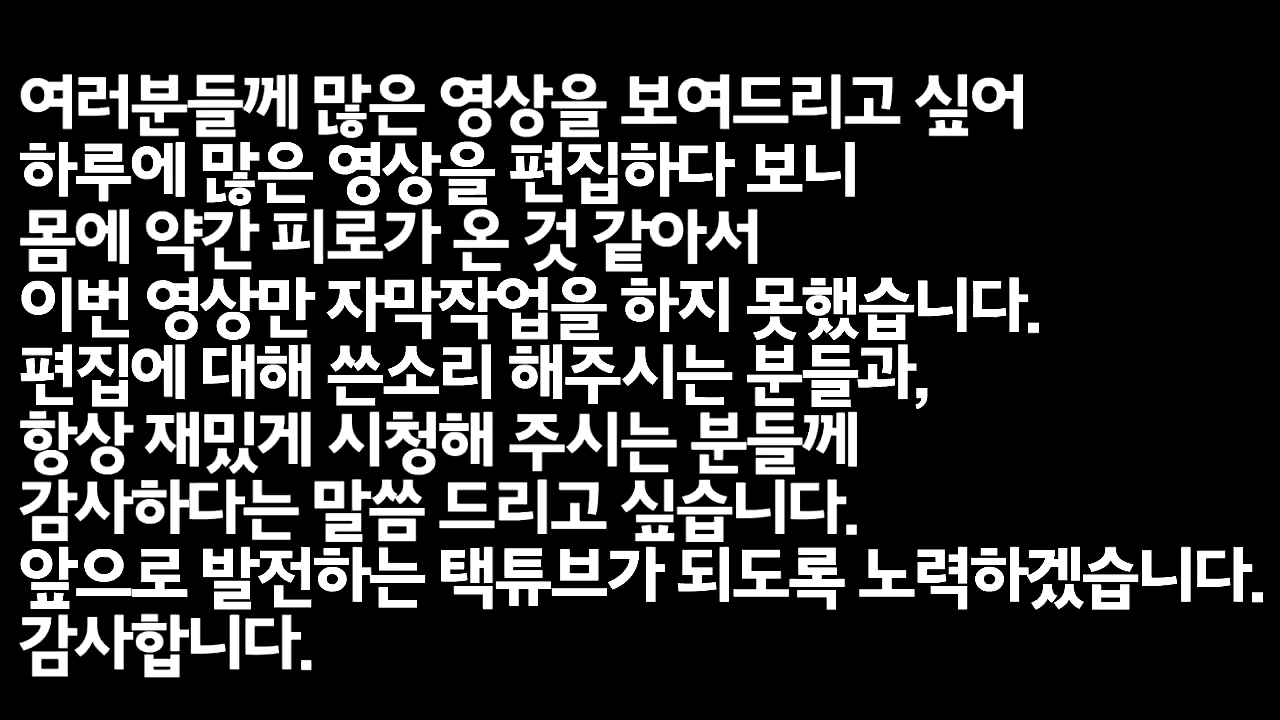 여러분들께 많은 영상을 보여드리고 싶어
하루에 많은 영상을 편집하다 보니
몸에 약간 피로가 온 것 같아서
이번 영상만 자막작업을 하지 못했습니다.
편집에 대해 쓴소리 해주시는 분들과,
항상 재밌게 시청해 주시는 분들께
감사하다는 말씀 드리고 싶습니다.
앞으로 발전하는 택튜브가 되도록 노력하겠습니다.
감사합니다.